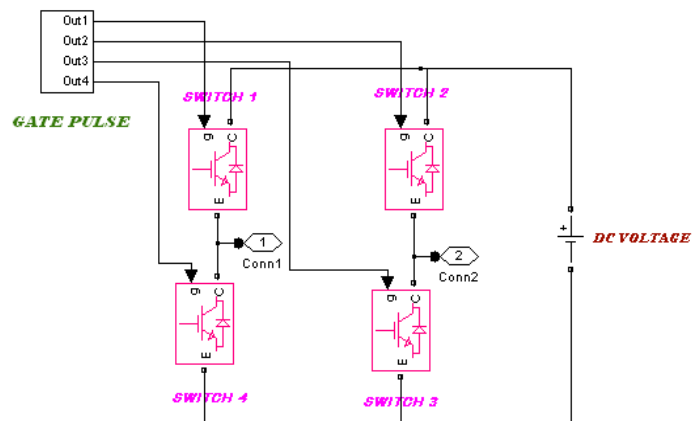 Out1
Out2
Out3
Out4
GATE PULSE
SWITCH 1
SWITCH 2
g
C
E
g
C
E
1
Conn1
2
Conn2
+
DC VOLTAGE
g
C
E
g
C
E
SWITCH 4
SWITCH 3